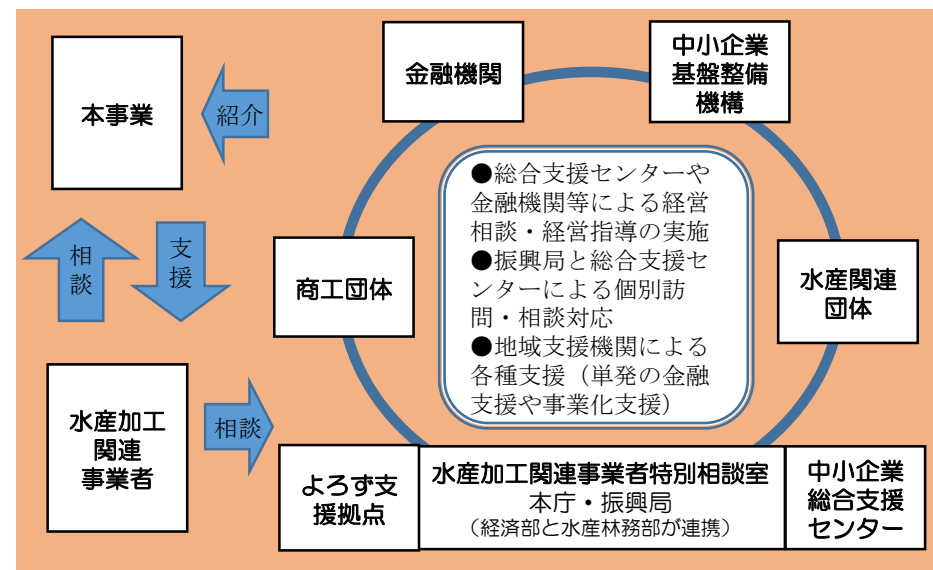 本事業
紹介
金融機関
中小企業
基盤整備
機構
●総合支援センターや
金融機関等による経営
相談・経営指導の実施
●振興局と総合支援セ
ンターによる個別訪
問・相談対応
●地域支援機関による
各種支援（単発の金融
支援や事業化支援）
相
談
支
援
商工団体
水産関連
団体
水産加工
関連
事業者
相談
よろず支
援拠点
水産加工関連事業者特別相談室
本庁・振興局
（経済部と水産林務部が連携）
中小企業
総合支援
センター